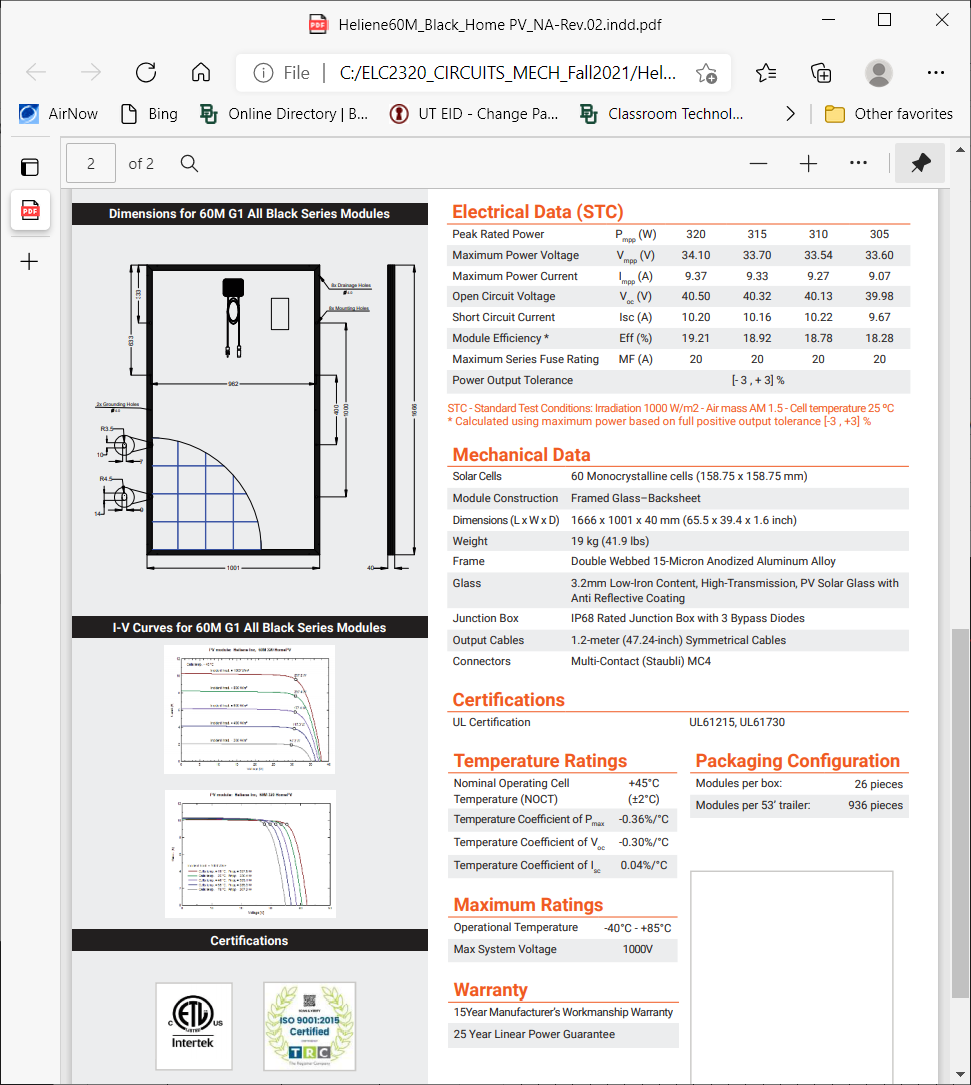 PDF Heliene60M_Black_Home PV_NA-Rev.02.indd.pdf
File C:/ELC2320_CIRCUITS_MECH_Fall2021/Hel...
AirNow Bing Online Directory | B... UT EID - Change Pa... Classroom Technol... Other favorites
2 of 2
PDF
Dimensions for 60M G1 All Black Series Modules
8x Drainage Holes
8x Mounting Holes
633
962
2x Grounding Holes
400
1000
1666
R3.5
10
7
R4.5
14
9
1001
40
I-V Curves for 60M G1 All Black Series Modules
Certifications
C ETL US
Intertek
ISO 9001:2015
Certified
TRC
Electrical Data (STC)
Peak Rated Power Pmpp (W) 320 315 310 305
Maximum Power Voltage Vmpp (V) 34.10 33.70 33.54 33.60
Maximum Power Current Impp (A) 9.37 9.33 9.27 9.07
Open Circuit Voltage Voc (V) 40.50 40.32 40.13 39.98
Short Circuit Current Isc (A) 10.20 10.16 10.22 9.67
Module Efficiency * Eff (%) 19.21 18.92 18.78 18.28
Maximum Series Fuse Rating MF (A) 20 20 20 20
Power Output Tolerance [- 3 , + 3] %
STC - Standard Test Conditions: Irradiation 1000 W/m2 - Air mass AM 1.5 - Cell temperature 25 ºC
* Calculated using maximum power based on full positive output tolerance [-3 , +3] %
Mechanical Data
Solar Cells 60 Monocrystalline cells (158.75 x 158.75 mm)
Module Construction Framed Glass–Backsheet
Dimensions (L x W x D) 1666 x 1001 x 40 mm (65.5 x 39.4 x 1.6 inch)
Weight 19 kg (41.9 lbs)
Frame Double Webbed 15-Micron Anodized Aluminum Alloy
Glass 3.2mm Low-Iron Content, High-Transmission, PV Solar Glass with
Anti Reflective Coating
Junction Box IP68 Rated Junction Box with 3 Bypass Diodes
Output Cables 1.2-meter (47.24-inch) Symmetrical Cables
Connectors Multi-Contact (Staubli) MC4
Certifications
UL Certification UL61215, UL61730
Temperature Ratings
Nominal Operating Cell +45°C
Temperature (NOCT) (±2°C)
Temperature Coefficient of Pmax -0.36%/°C
Temperature Coefficient of Voc -0.30%/°C
Temperature Coefficient of Isc 0.04%/°C
Packaging Configuration
Modules per box: 26 pieces
Modules per 53’ trailer: 936 pieces
Maximum Ratings
Operational Temperature -40°C - +85°C
Max System Voltage 1000V
Warranty
15Year Manufacturer's Workmanship Warranty
25 Year Linear Power Guarantee